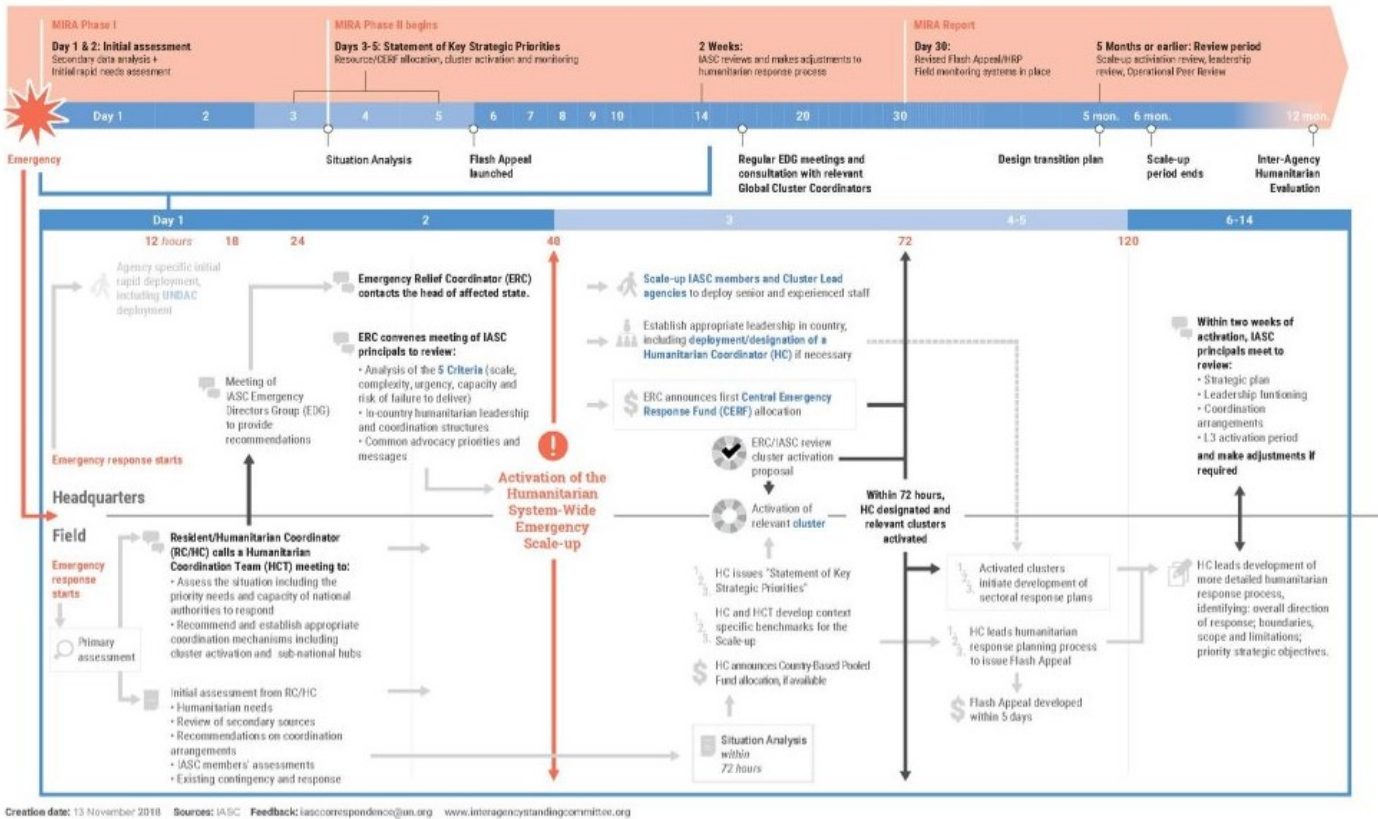 MIRA Phase I
Day 1 & 2: Initial assessment
Secondary data analysis +
Initial rapid needs assessment
MIRA Phase II begins
Days 3-5: Statement of Key Strategic Priorities
Resource/CERF allocation, cluster activation and monitoring
2 Weeks:
IASC reviews and makes adjustments to
humanitarian response process
MIRA Report
Day 30:
Revised Flash Appeal/HRP
Field monitoring systems in place
5 Months or earlier: Review period
Scale-up activiation review, leadership
review, Operational Peer Review
Day 1 2 3 4 5 6 7 8 9 10 14 20 30 5 mon. 6 mon. 12 mon.
Emergency
Situation Analysis
Flash Appeal
launched
Regular EDG meetings and
consultation with relevant
Global Cluster Coordinators
Design transition plan
Scale-up
period ends
Inter-Agency
Humanitarian
Evaluation
Day 1 2 3 4-5 6-14
12 hours 18 24 48 72 120
Agency specific initial
rapid deployment,
including UNDAC
deployment
Emergency response starts
Meeting of
IASC Emergency
Directors Group (EDG)
to provide
recommendations
Emergency Relief Coordinator (ERC)
contacts the head of affected state.
ERC convenes meeting of IASC
principals to review:
• Analysis of the 5 Criteria (scale,
complexity, urgency, capacity and
risk of failure to deliver)
• In-country humanitarian leadership
and coordination structures
• Common advocacy priorities and
messages
!
Activation of the
Humanitarian
System-Wide
Emergency
Scale-up
Scale-up IASC members and Cluster Lead
agencies to deploy senior and experienced staff
Establish appropriate leadership in country,
including deployment/designation of a
Humanitarian Coordinator (HC) if necessary
$ ERC announces first Central Emergency
Response Fund (CERF) allocation
ERC/IASC review
cluster activation
proposal
Activation of
relevant cluster
Within 72 hours,
HC designated and
relevant clusters
activated
Within two weeks of
activation, IASC
principals meet to
review:
• Strategic plan
• Leadership funtioning
• Coordination
arrangements
• L3 activation period
and make adjustments if
required
Headquarters
Field
Emergency
response
starts
Primary
assessment
Resident/Humanitarian Coordinator
(RC/HC) calls a Humanitarian
Coordination Team (HCT) meeting to:
• Assess the situation including the
priority needs and capacity of national
authorities to respond
• Recommend and establish appropriate
coordination mechanisms including
cluster activation and sub-national hubs
Initial assessment from RC/HC
• Humanitarian needs
• Review of secondary sources
• Recommendations on coordination
arrangements
• IASC members' assessments
• Existing contingency and response
1. 2. 3. HC issues "Statement of Key
Strategic Priorities"
1. 2. 3. HC and HCT develop context
specific benchmarks for the
Scale-up
$ HC announces Country-Based Pooled
Fund allocation, if available
Situation Analysis
within
72 hours
1. 2. 3. Activated clusters
initiate development of
sectoral response plans
1. 2. 3. HC leads humanitarian
response planning process
to issue Flash Appeal
$ Flash Appeal developed
within 5 days
HC leads development of
more detailed humanitarian
response process,
identifying: overall direction
of response; boundaries,
scope and limitations;
priority strategic objectives.
Creation date: 13 November 2018 Sources: IASC Feedback: iasccorrespondence@un.org www.interagencystandingcommittee.org